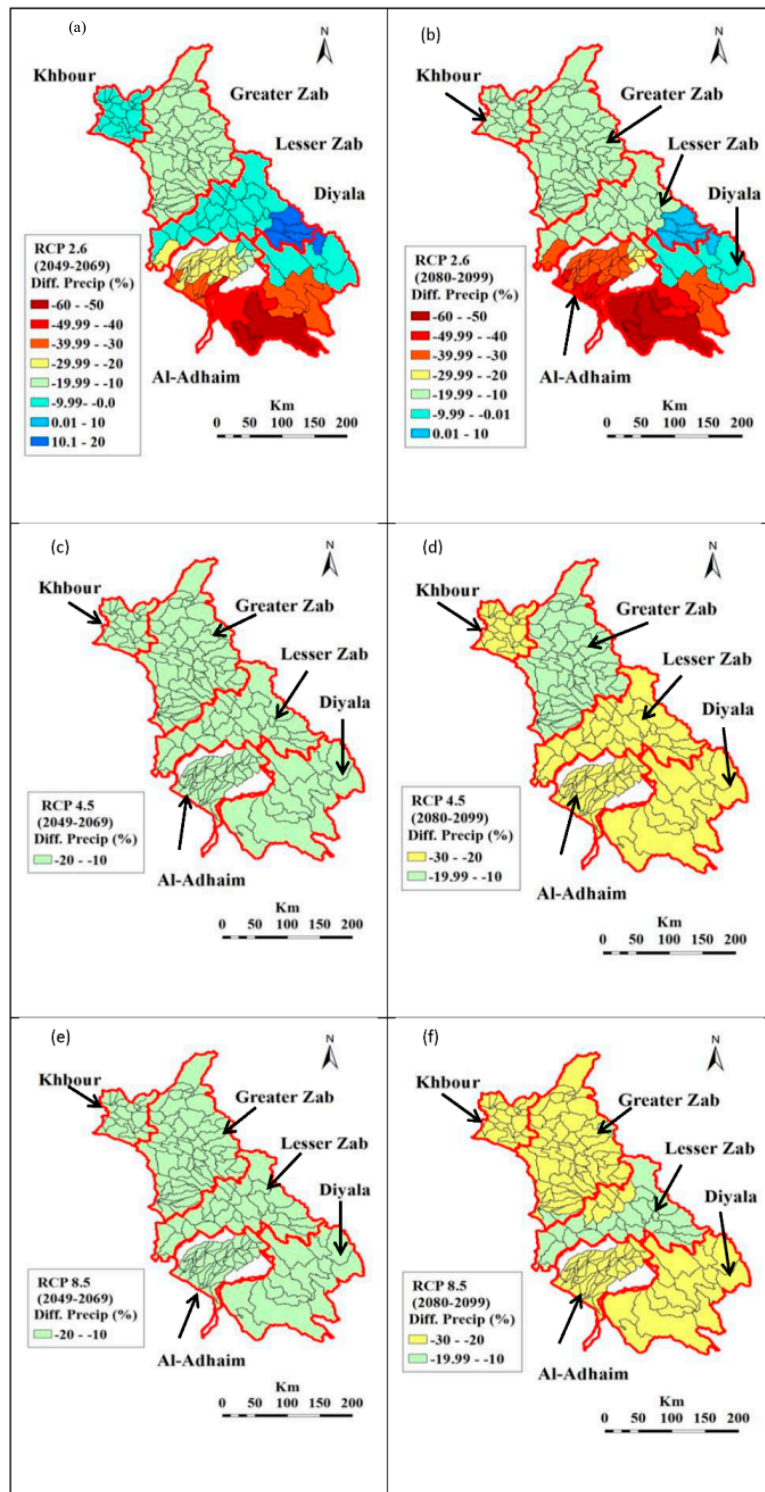 (a)
N
Khbour
Greater Zab
Lesser Zab
Diyala
RCP 2.6
(2049-2069)
Diff. Precip (%)
-60 - -50
-49.99 - -40
-39.99 - -30
-29.99 - -20
-19.99 - -10
-9.99- -0.0
0.01 - 10
10.1 - 20
Al-Adhaim
Km
0 50 100 150 200
(b)
N
Khbour
Greater Zab
Lesser Zab
Diyala
RCP 2.6
(2080-2099)
Diff. Precip (%)
-60 - -50
-49.99 - -40
-39.99 - -30
-29.99 - -20
-19.99 - -10
-9.99 - -0.01
0.01 - 10
Al-Adhaim
Km
0 50 100 150 200
(c)
N
Khbour
Greater Zab
Lesser Zab
Diyala
RCP 4.5
(2049-2069)
Diff. Precip (%)
-20 - -10
Al-Adhaim
Km
0 50 100 150 200
(d)
N
Khbour
Greater Zab
Lesser Zab
Diyala
RCP 4.5
(2080-2099)
Diff. Precip (%)
-30 - -20
-19.99 - -10
Al-Adhaim
Km
0 50 100 150 200
(e)
N
Khbour
Greater Zab
Lesser Zab
Diyala
RCP 8.5
(2049-2069)
Diff. Precip (%)
-20 - -10
Al-Adhaim
Km
0 50 100 150 200
(f)
N
Khbour
Greater Zab
Lesser Zab
Diyala
RCP 8.5
(2080-2099)
Diff. Precip (%)
-30 - -20
-19.99 - -10
Al-Adhaim
Km
0 50 100 150 200